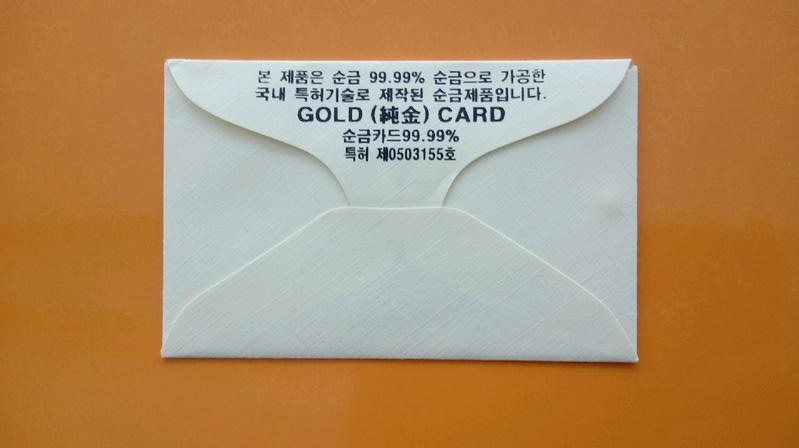 본 제품은 순금 99.99% 순금으로 가공한
국내 특허기술로 제작된 순금제품입니다.
GOLD (純金) CARD
순금카드99.99%
특허 제0503155호